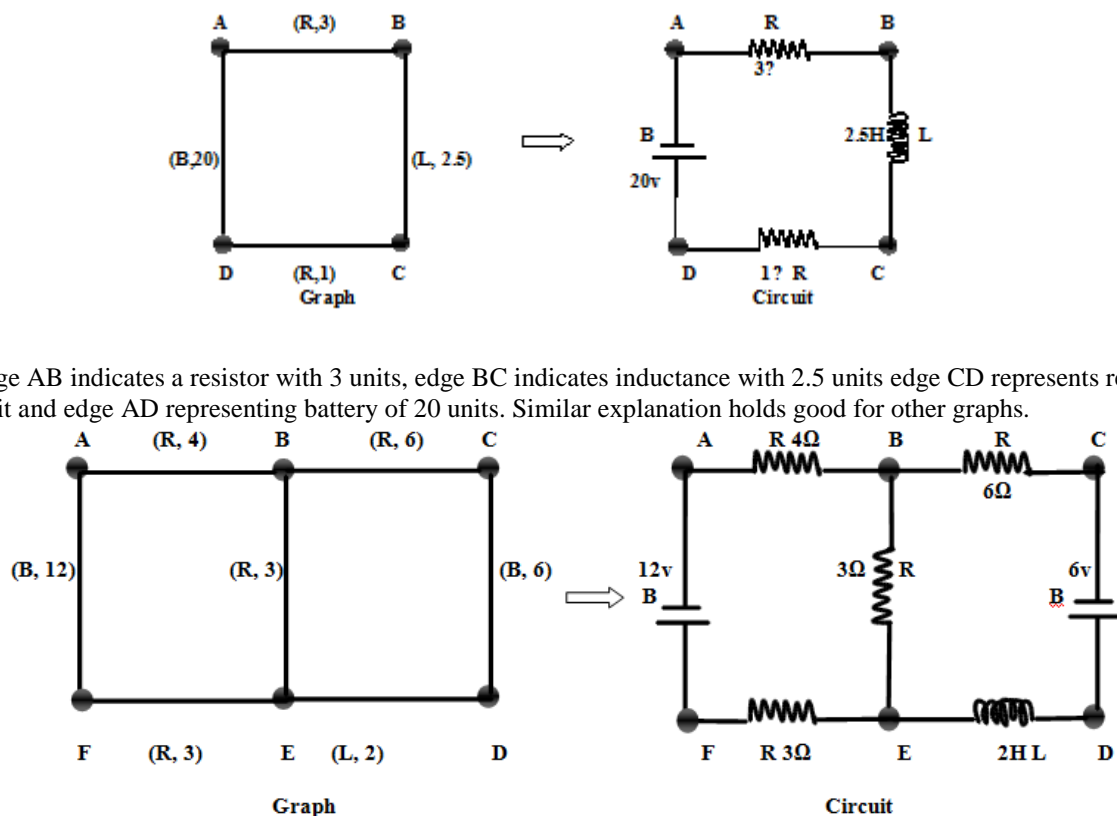 A (R,3) B
A R B
3?
(B,20)
(L, 2.5)
B
20v
2.5H L
D (R,1) C
Graph
D 1? R C
Circuit
ge AB indicates a resistor with 3 units, edge BC indicates inductance with 2.5 units edge CD represents re
it and edge AD representing battery of 20 units. Similar explanation holds good for other graphs.
A (R, 4) B (R, 6) C
A R 4Ω B R C
6Ω
(B, 12) (R, 3) (B, 6)
12v
B
3Ω R
6v
B
F (R, 3) E (L, 2) D
Graph
F R 3Ω E 2H L D
Circuit